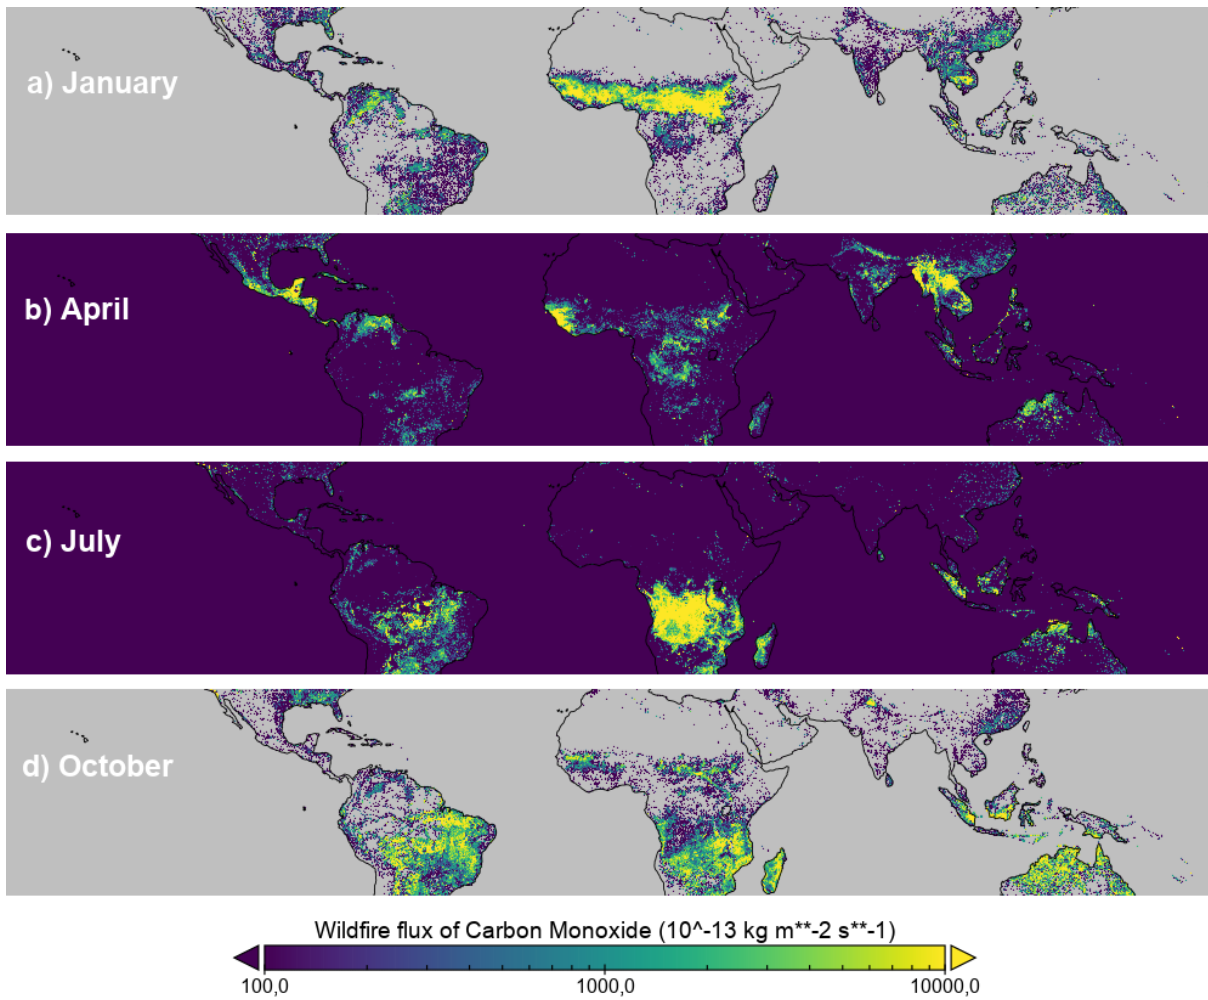 a) January
b) April
c) July
d) October
Wildfire flux of Carbon Monoxide (10^-13 kg m**-2 s**-1)
100,0 1000,0 10000,0